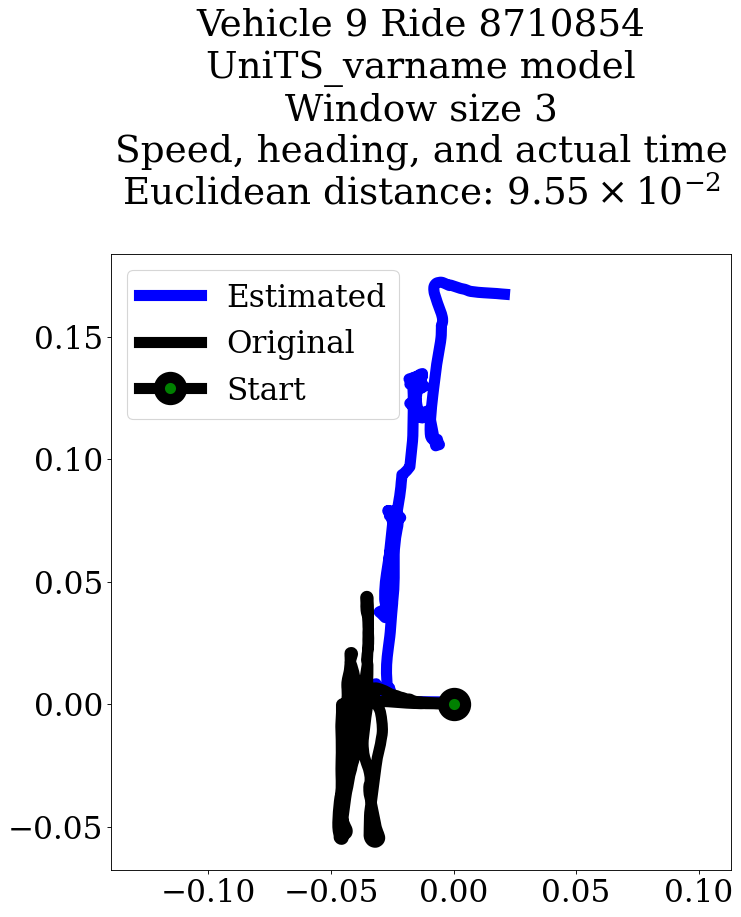 Vehicle 9 Ride 8710854
UniTS_varname model
Window size 3
Speed, heading, and actual time
Euclidean distance: 9.55 × 10⁻²
Estimated
Original
Start
0.15
0.10
0.05
0.00
−0.05
−0.10 −0.05 0.00 0.05 0.10